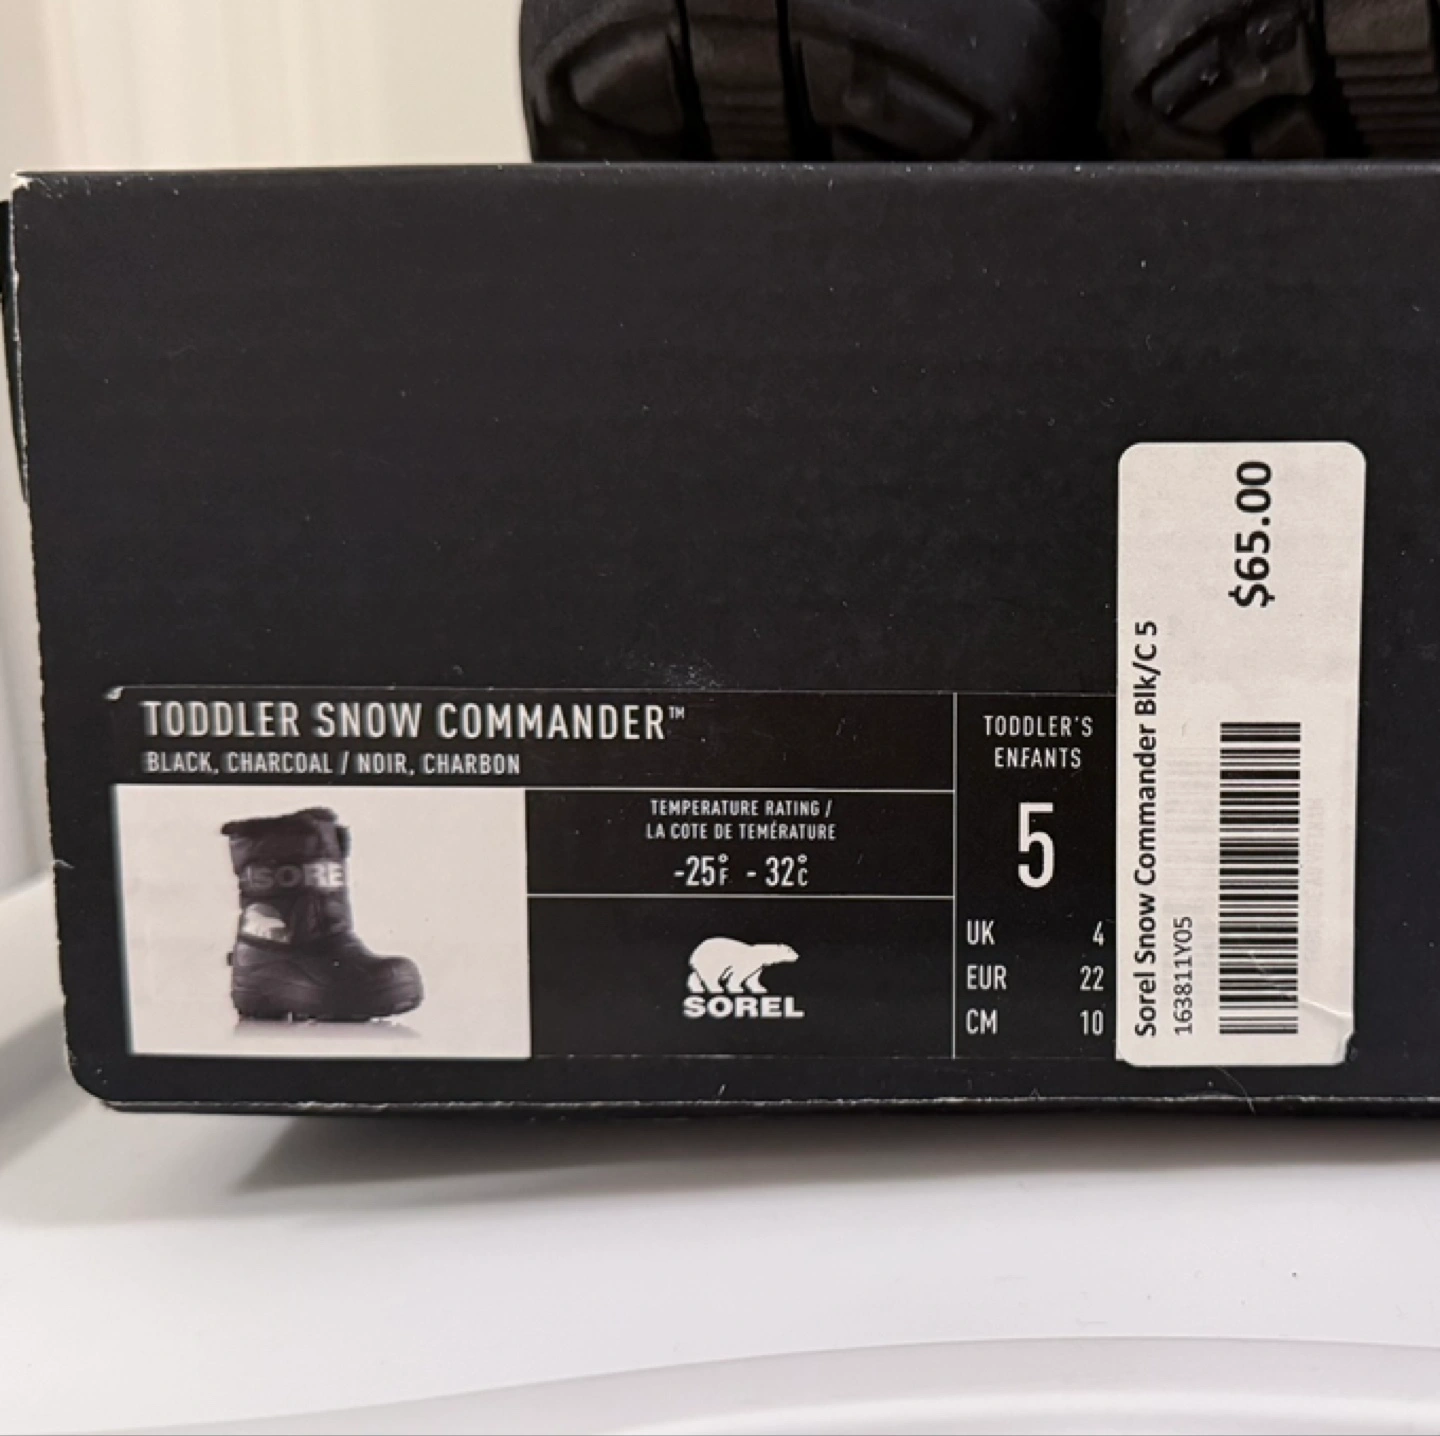 TODDLER SNOW COMMANDER™
BLACK, CHARCOAL / NOIR, CHARBON
TEMPERATURE RATING /
LA COTE DE TEMÉRATURE
-25°F - 32°C
SOREL
TODDLER'S
ENFANTS
5
UK 4
EUR 22
CM 10
$65.00
Sorel Snow Commander Blk/C 5
163811Y05